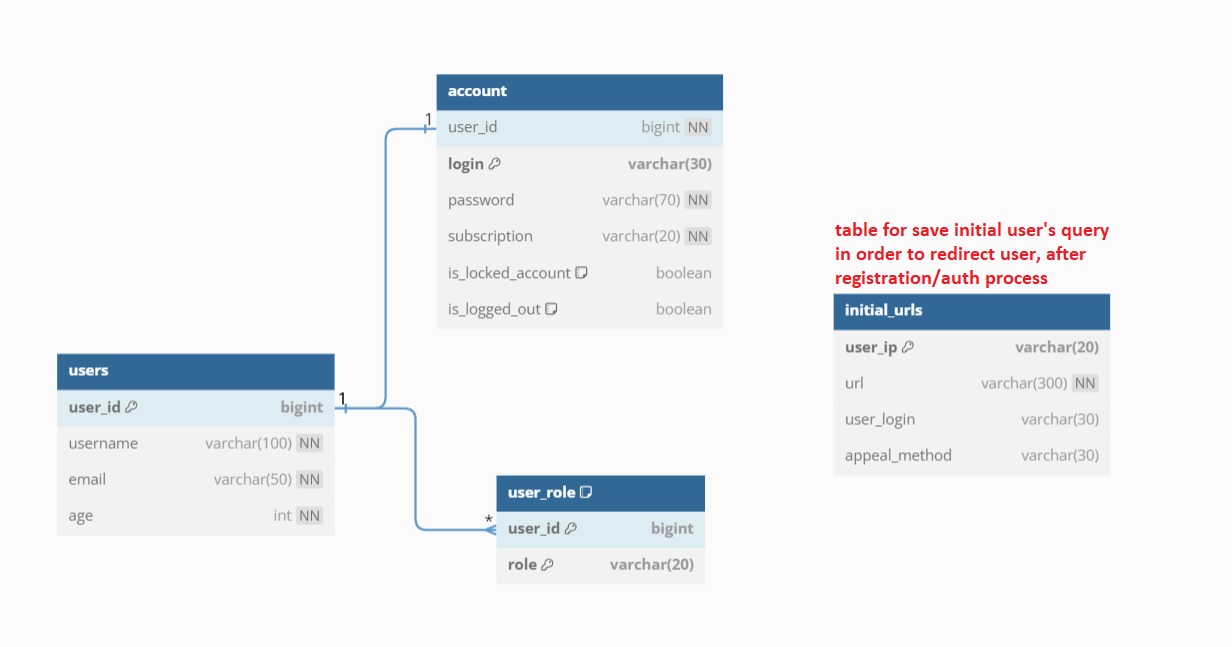 account
1
user_id bigint NN
login varchar(30)
password varchar(70) NN
subscription varchar(20) NN
is_locked_account boolean
is_logged_out boolean
table for save initial user's query
in order to redirect user, after
registration/auth process
initial_urls
user_ip varchar(20)
url varchar(300) NN
user_login varchar(30)
appeal_method varchar(30)
users
1
user_id bigint
username varchar(100) NN
email varchar(50) NN
age int NN
user_role
*
user_id bigint
role varchar(20)